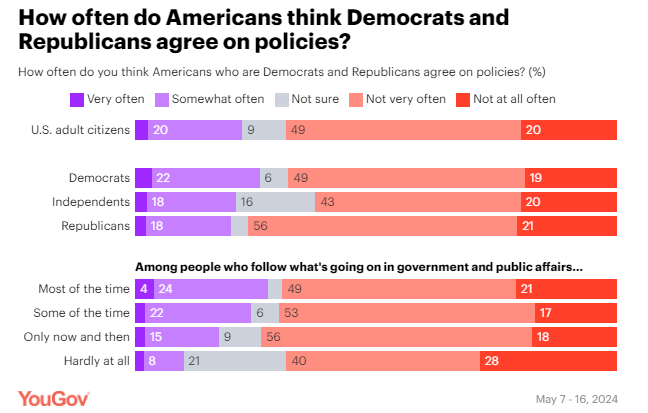 How often do Americans think Democrats and
Republicans agree on policies?
How often do you think Americans who are Democrats and Republicans agree on policies? (%)
Very often Somewhat often Not sure Not very often Not at all often
U.S. adult citizens 20 9 49 20
Democrats 22 6 49 19
Independents 18 16 43 20
Republicans 18 56 21
Among people who follow what's going on in government and public affairs...
Most of the time 4 24 49 21
Some of the time 22 6 53 17
Only now and then 15 9 56 18
Hardly at all 8 21 40 28
YouGov May 7 - 16, 2024